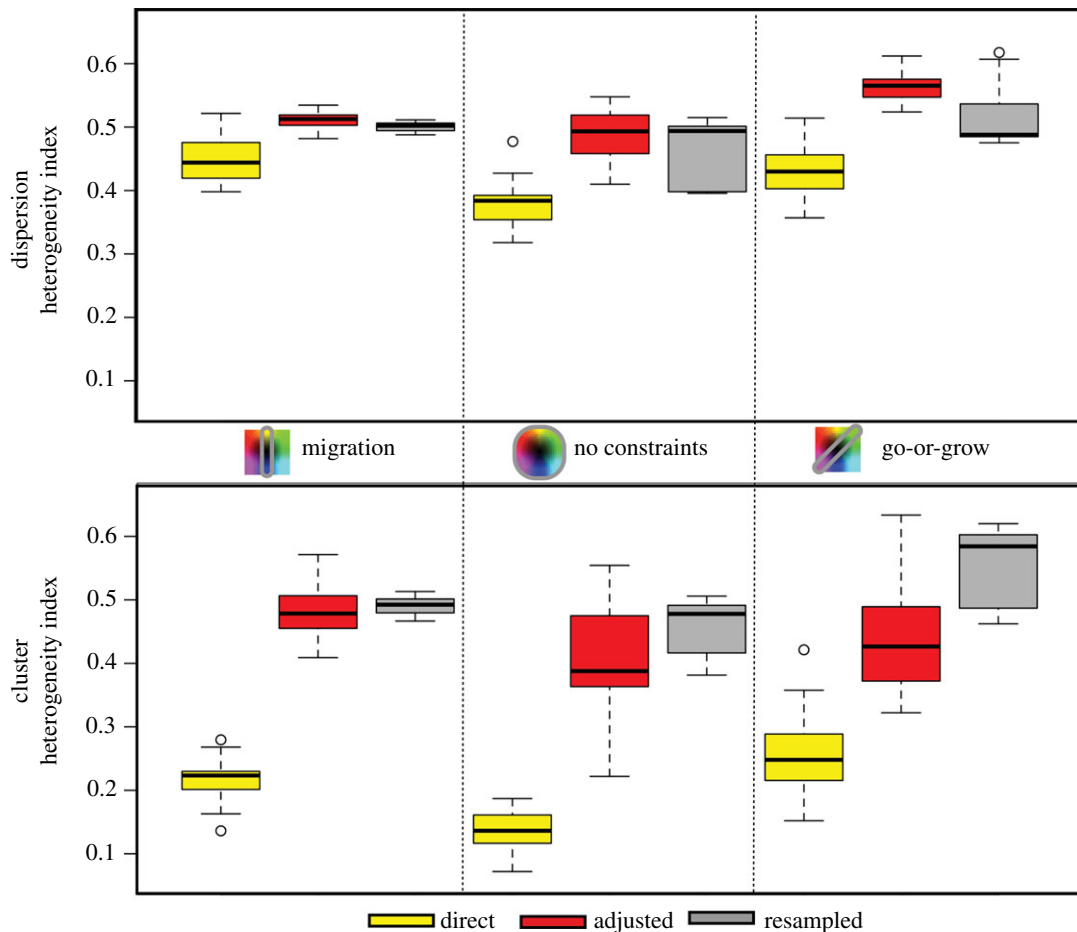 dispersion
heterogeneity index
0.6
0.5
0.4
0.3
0.2
0.1
migration
no constraints
go-or-grow
cluster
heterogeneity index
0.6
0.5
0.4
0.3
0.2
0.1
direct
adjusted
resampled